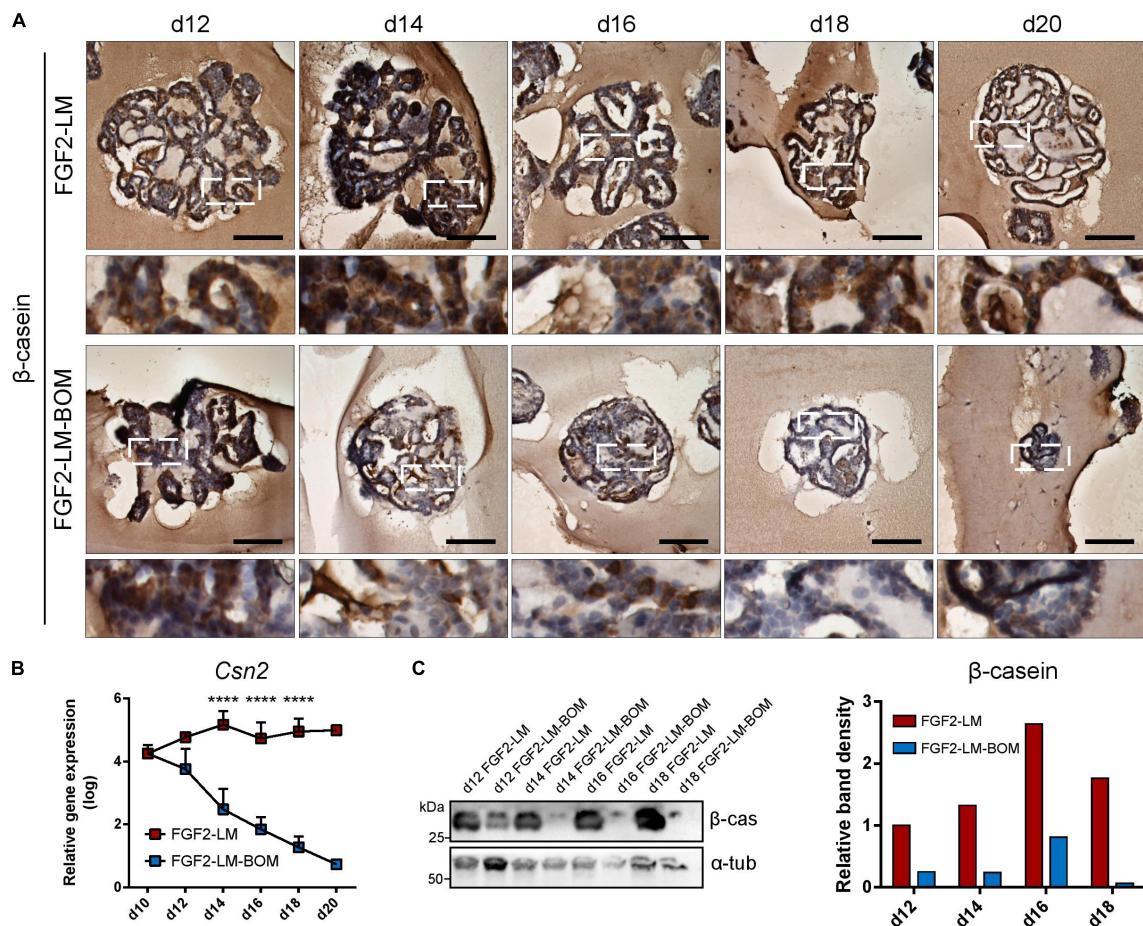 A
d12
d14
d16
d18
d20
β-casein
FGF2-LM
FGF2-LM-BOM
B
Csn2
Relative gene expression
(log)
6
4
2
0
****
****
****
FGF2-LM
FGF2-LM-BOM
d10
d12
d14
d16
d18
d20
C
d12 FGF2-LM
d12 FGF2-LM-BOM
d14 FGF2-LM
d14 FGF2-LM-BOM
d16 FGF2-LM
d16 FGF2-LM-BOM
d18 FGF2-LM
d18 FGF2-LM-BOM
kDa
25
β-cas
50
α-tub
β-casein
Relative band density
3
2
1
0
FGF2-LM
FGF2-LM-BOM
d12
d14
d16
d18